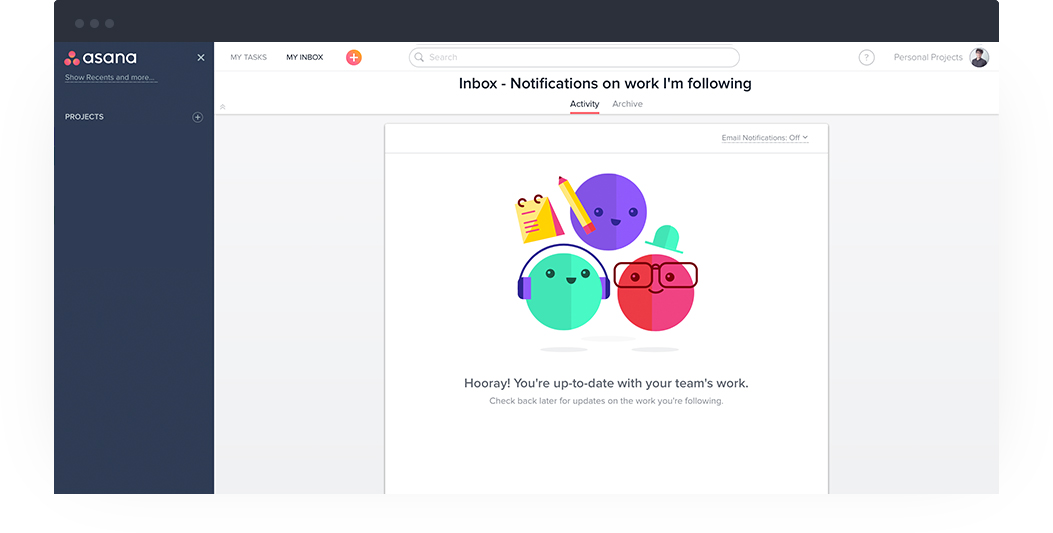 asana
Show Recents and more...
PROJECTS
MY TASKS
MY INBOX
Search
?
Personal Projects
Inbox - Notifications on work I'm following
Activity
Archive
Email Notifications: Off
Hooray! You're up-to-date with your team's work.
Check back later for updates on the work you're following.